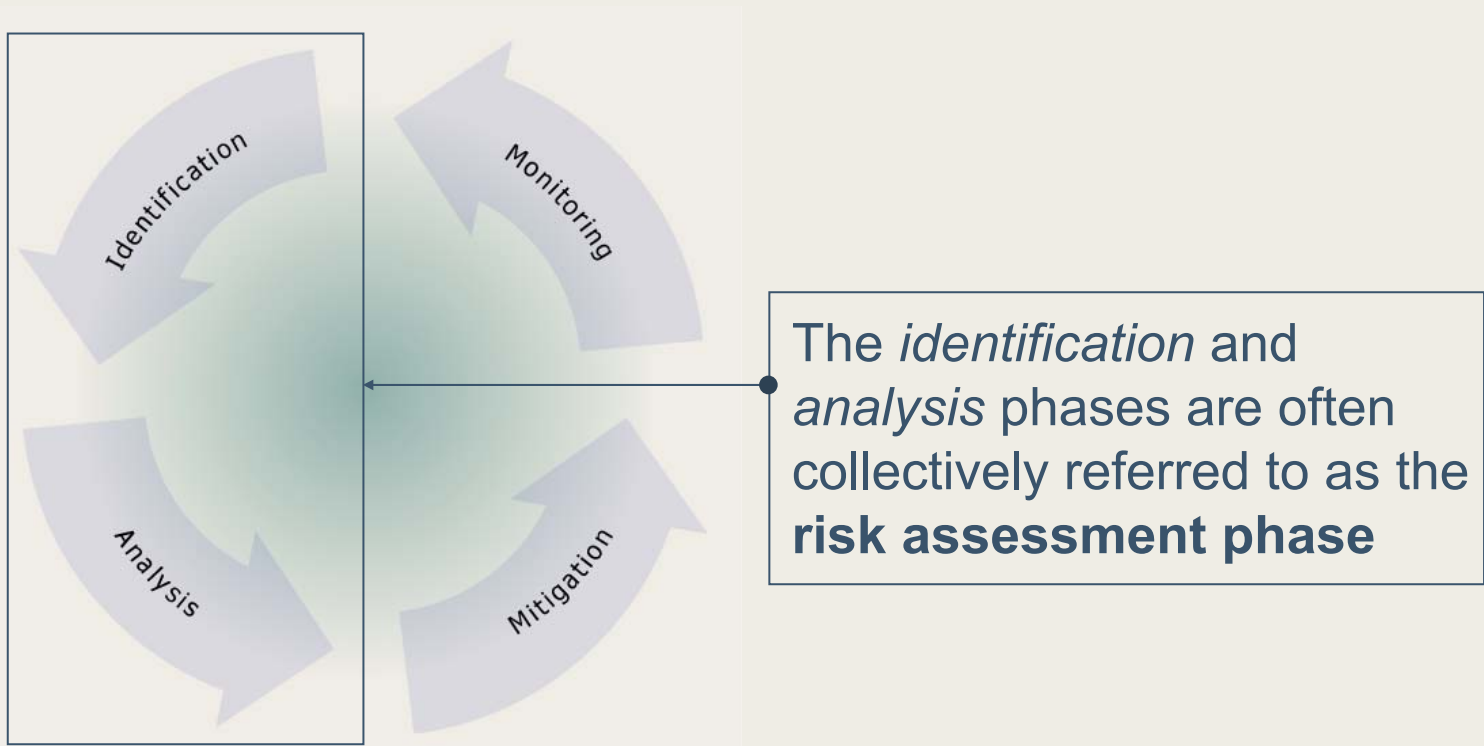 Identification
Monitoring
Analysis
Mitigation
The identification and
analysis phases are often
collectively referred to as the
risk assessment phase